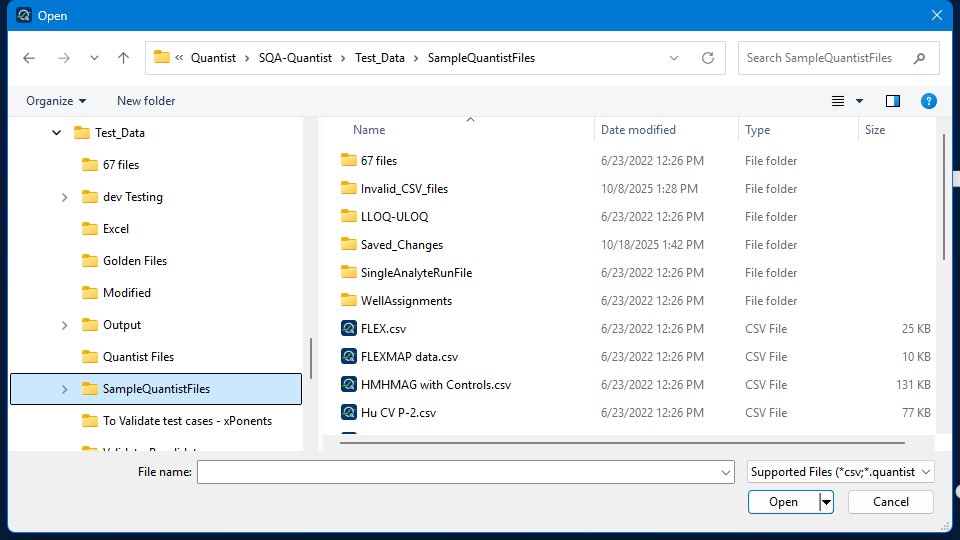 Open
« Quantist › SQA-Quantist › Test_Data › SampleQuantistFiles
Search SampleQuantistFiles
Organize
New folder
?
Test_Data
67 files
dev Testing
Excel
Golden Files
Modified
Output
Quantist Files
SampleQuantistFiles
To Validate test cases - xPonents
Name Date modified Type Size
67 files 6/23/2022 12:26 PM File folder
Invalid_CSV_files 10/8/2025 1:28 PM File folder
LLOQ-ULOQ 6/23/2022 12:26 PM File folder
Saved_Changes 10/18/2025 1:42 PM File folder
SingleAnalyteRunFile 6/23/2022 12:26 PM File folder
WellAssignments 6/23/2022 12:26 PM File folder
FLEX.csv 6/23/2022 12:26 PM CSV File 25 KB
FLEXMAP data.csv 6/23/2022 12:26 PM CSV File 10 KB
HMHMAG with Controls.csv 6/23/2022 12:26 PM CSV File 131 KB
Hu CV P-2.csv 6/23/2022 12:26 PM CSV File 77 KB
File name:
Supported Files (*csv;*.quantist
Open
Cancel